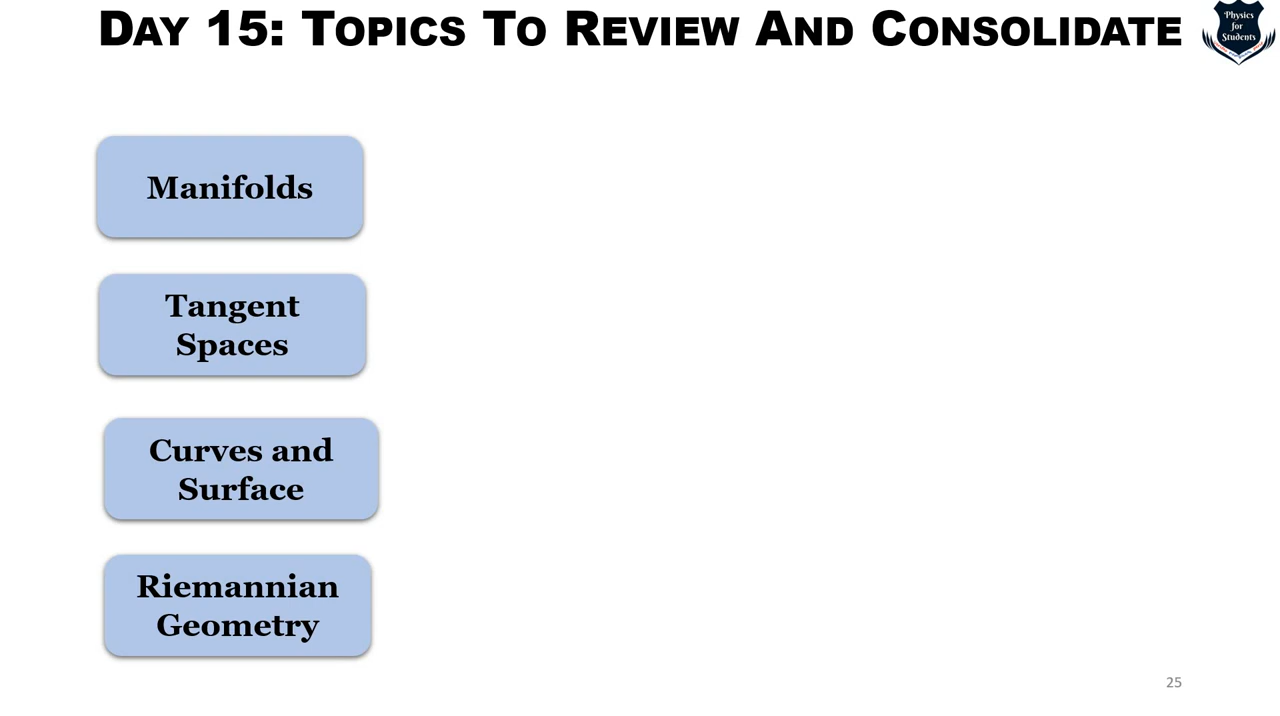 DAY 15: TOPICS TO REVIEW AND CONSOLIDATE
Physics
for
Students
Manifolds
Tangent
Spaces
Curves and
Surface
Riemannian
Geometry
25